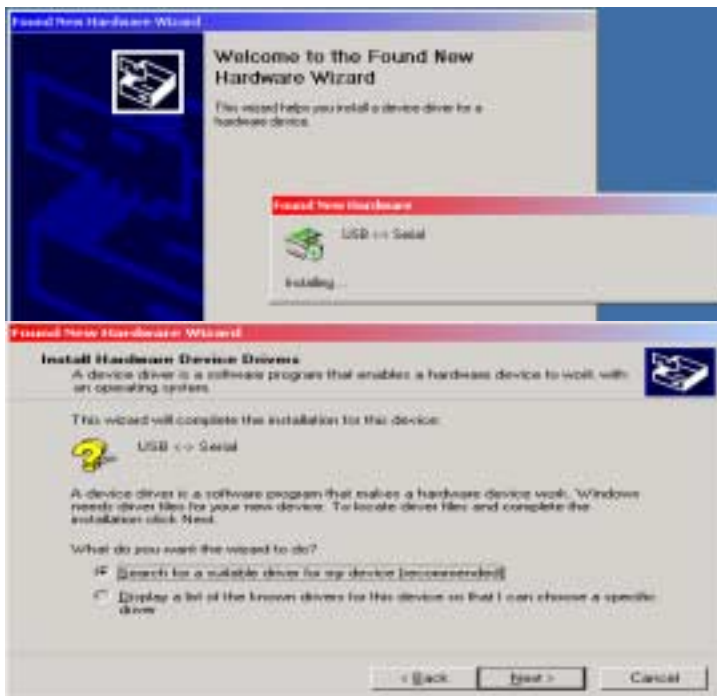 Found New Hardware Wizard
Welcome to the Found New
Hardware Wizard
This wizard helps you install a device driver for a
hardware device.
Found New Hardware
USB <-> Serial
Installing...
Found New Hardware Wizard
Install Hardware Device Drivers
A device driver is a software program that enables a hardware device to work with
an operating system.
This wizard will complete the installation for this device:
USB <-> Serial
A device driver is a software program that makes a hardware device work. Windows
needs driver files for your new device. To locate driver files and complete the
installation click Next.
What do you want the wizard to do?
Search for a suitable driver for my device (recommended)
Display a list of the known drivers for this device so that I can choose a specific
driver
< Back
Next >
Cancel